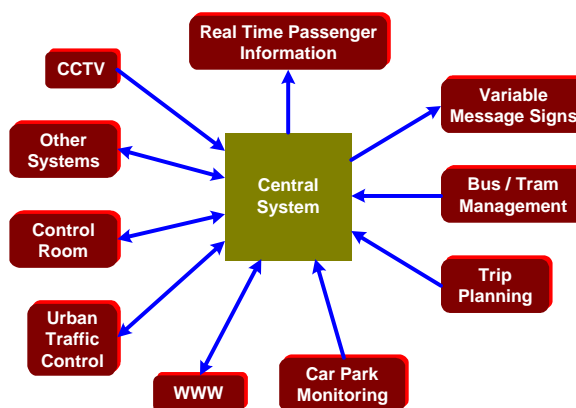 Real Time Passenger
Information
CCTV
Variable
Message Signs
Other
Systems
Central
System
Bus / Tram
Management
Control
Room
Trip
Planning
Urban
Traffic
Control
WWW
Car Park
Monitoring